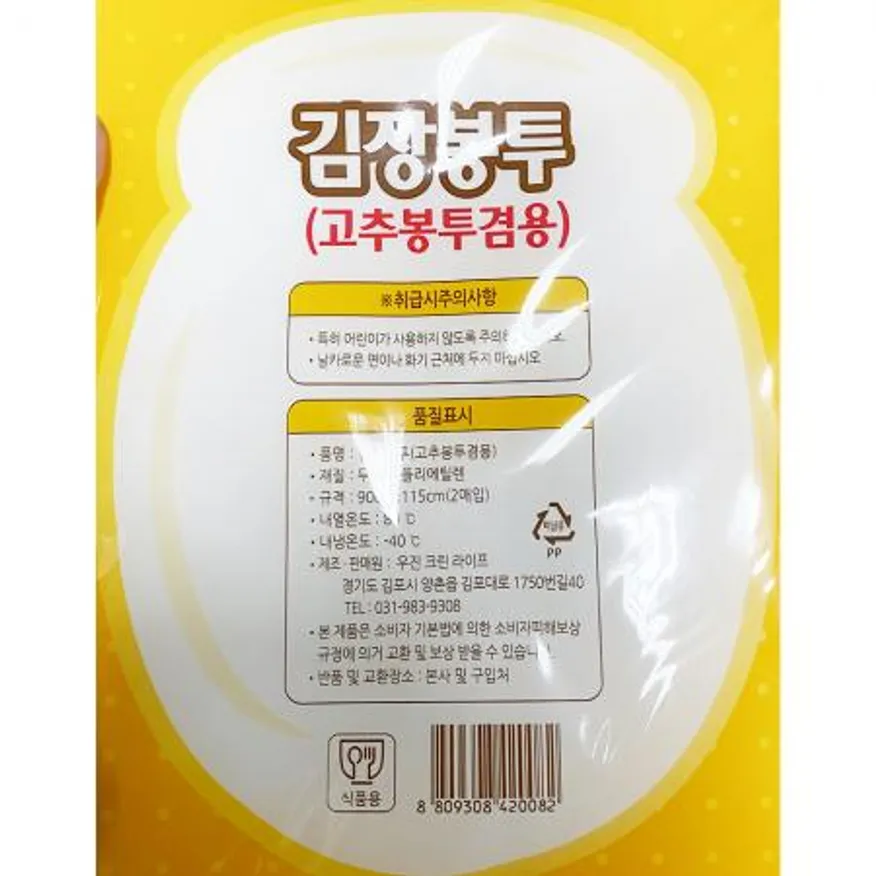 김장봉투
(고추봉투겸용)
※취급시주의사항
• 특허 어린이가 사용하지 않도록 주의
• 날카로운 면이나 화기 근처에 두지 마십시오
품질표시
• 품명 : (고추봉투겸용)
• 재질 : 폴리에틸렌
• 규격 : 115cm(2매입)
• 내열온도 : ℃
• 내냉온도 : -40 ℃
• 제조·판매원 : 우진 크린 라이프
경기도 김포시 양촌읍 김포대로 1750번길40
TEL : 031-983-9308
• 본 제품은 소비자 기본법에 의한 소비자피해보상
규정에 의거 교환 및 보상 받을 수 있습니다.
• 반품 및 교환장소 : 본사 및 구입처
비닐류
PP
식품용
8 809308 420082